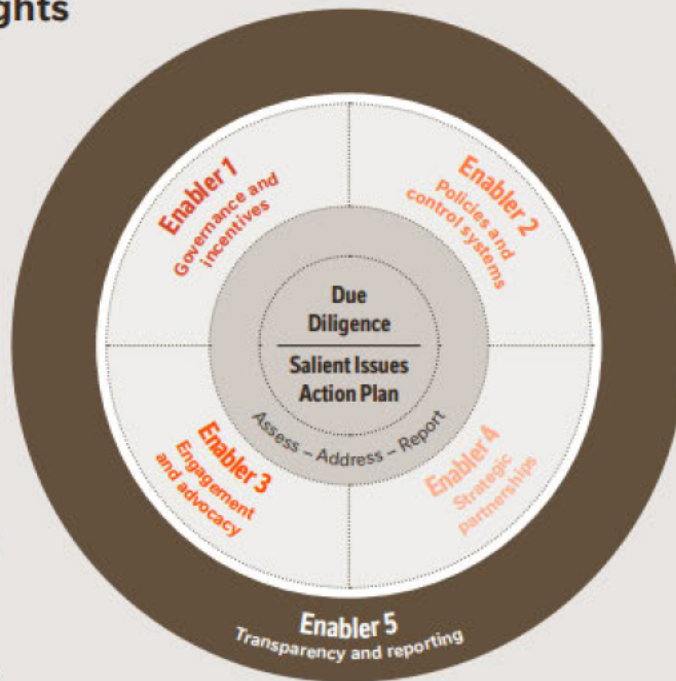 ghts
Enabler 1
Governance and
incentives
Enabler 2
Policies and
control systems
Due
Diligence
Salient Issues
Action Plan
Assess – Address – Report
Enabler 3
Engagement
and advocacy
Enabler 4
Strategic
partnerships
Enabler 5
Transparency and reporting